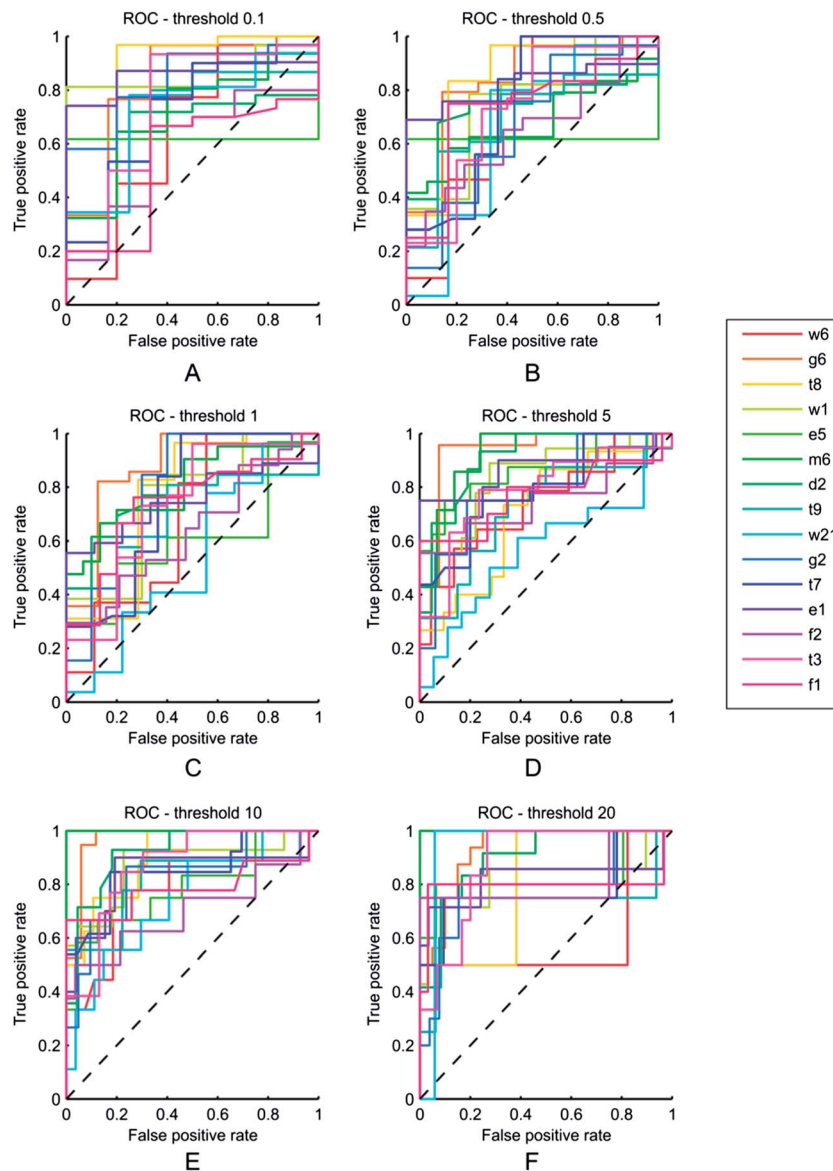 ROC - threshold 0.1
1
0.8
0.6
0.4
0.2
0
True positive rate
0 0.2 0.4 0.6 0.8 1
False positive rate
A
ROC - threshold 0.5
1
0.8
0.6
0.4
0.2
0
True positive rate
0 0.2 0.4 0.6 0.8 1
False positive rate
B
ROC - threshold 1
1
0.8
0.6
0.4
0.2
0
True positive rate
0 0.2 0.4 0.6 0.8 1
False positive rate
C
ROC - threshold 5
1
0.8
0.6
0.4
0.2
0
True positive rate
0 0.2 0.4 0.6 0.8 1
False positive rate
D
w6
g6
t8
w1
e5
m6
d2
t9
w21
g2
t7
e1
f2
t3
f1
ROC - threshold 10
1
0.8
0.6
0.4
0.2
0
True positive rate
0 0.2 0.4 0.6 0.8 1
False positive rate
E
ROC - threshold 20
1
0.8
0.6
0.4
0.2
0
True positive rate
0 0.2 0.4 0.6 0.8 1
False positive rate
F